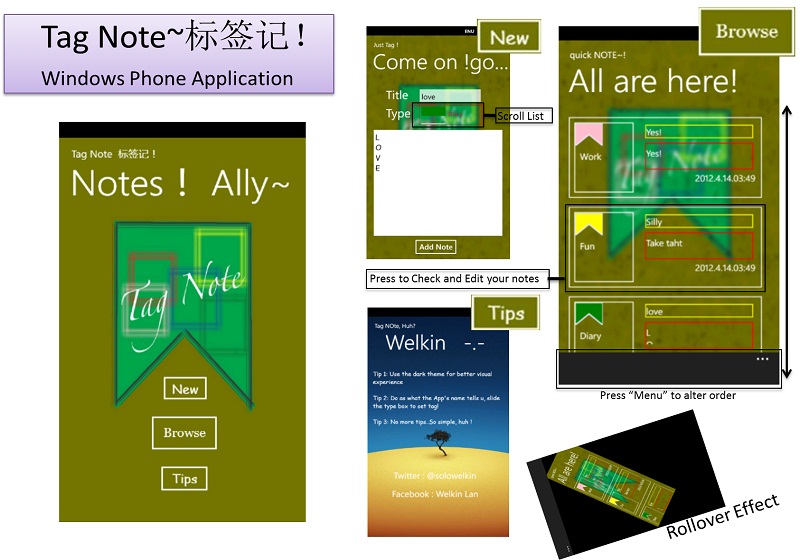 Tag Note~标签记！
Windows Phone Application
Tag Note 标签记！
Notes！ Ally~
Tag Note
New
Browse
Tips
New
Just Tag !
Come on !go...
Title
love
Type
Scroll List
L
O
V
E
Add Note
Press to Check and Edit your notes
Tips
Tag NOte, Huh?
Welkin -.-
Tip 1: Use the dark theme for better visual
experience
Tip 2: Do as what the App's name tells u, slide
the type box to set tag!
Tip 3: No more tips..So simple, huh !
Twitter : @solowelkin
Facebook : Welkin Lan
Browse
quick NOTE~!
All are here!
Tag Note
Work
Yes!
Yes!
2012.4.14.03:49
Fun
Silly
Take taht
2012.4.14.03:49
Diary
love
L
Press “Menu” to alter order
All are here!
Rollover Effect